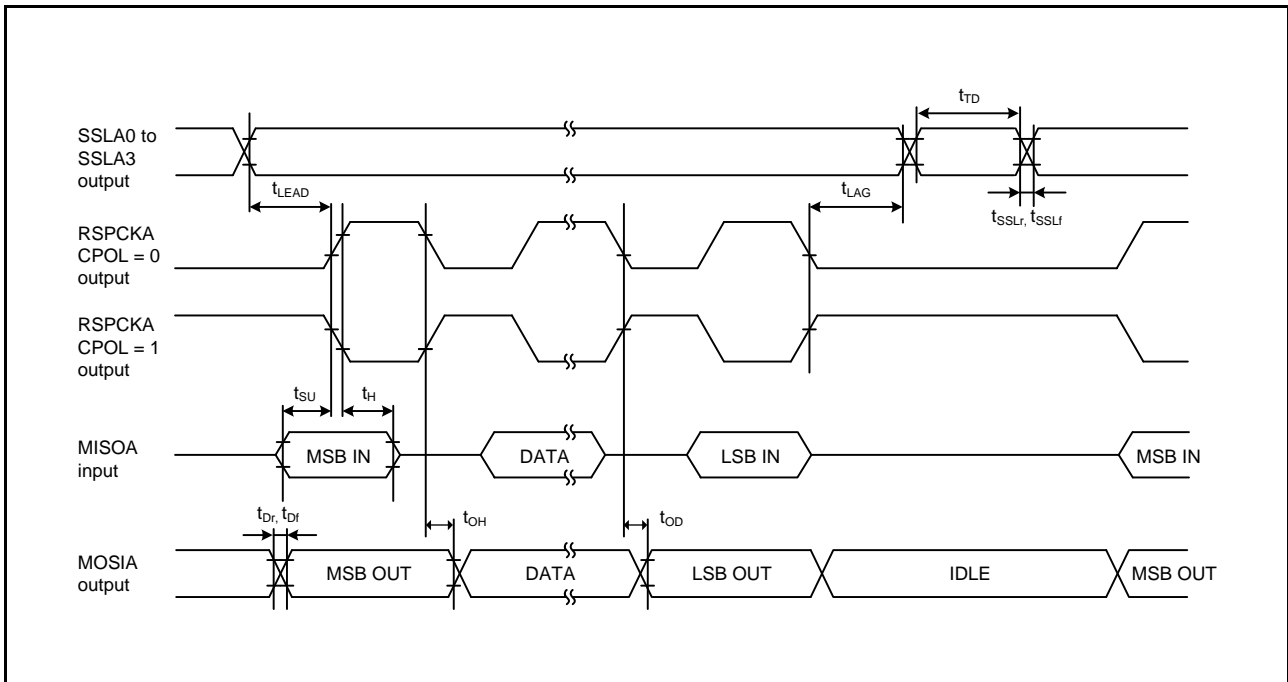 SSLA0 to
SSLA3
output
tTD
tLEAD
tLAG
tSSLr, tSSLf
RSPCKA
CPOL = 0
output
RSPCKA
CPOL = 1
output
tSU
tH
MISOA
input
MSB IN
DATA
LSB IN
MSB IN
tDr, tDf
tOH
tOD
MOSIA
output
MSB OUT
DATA
LSB OUT
IDLE
MSB OUT